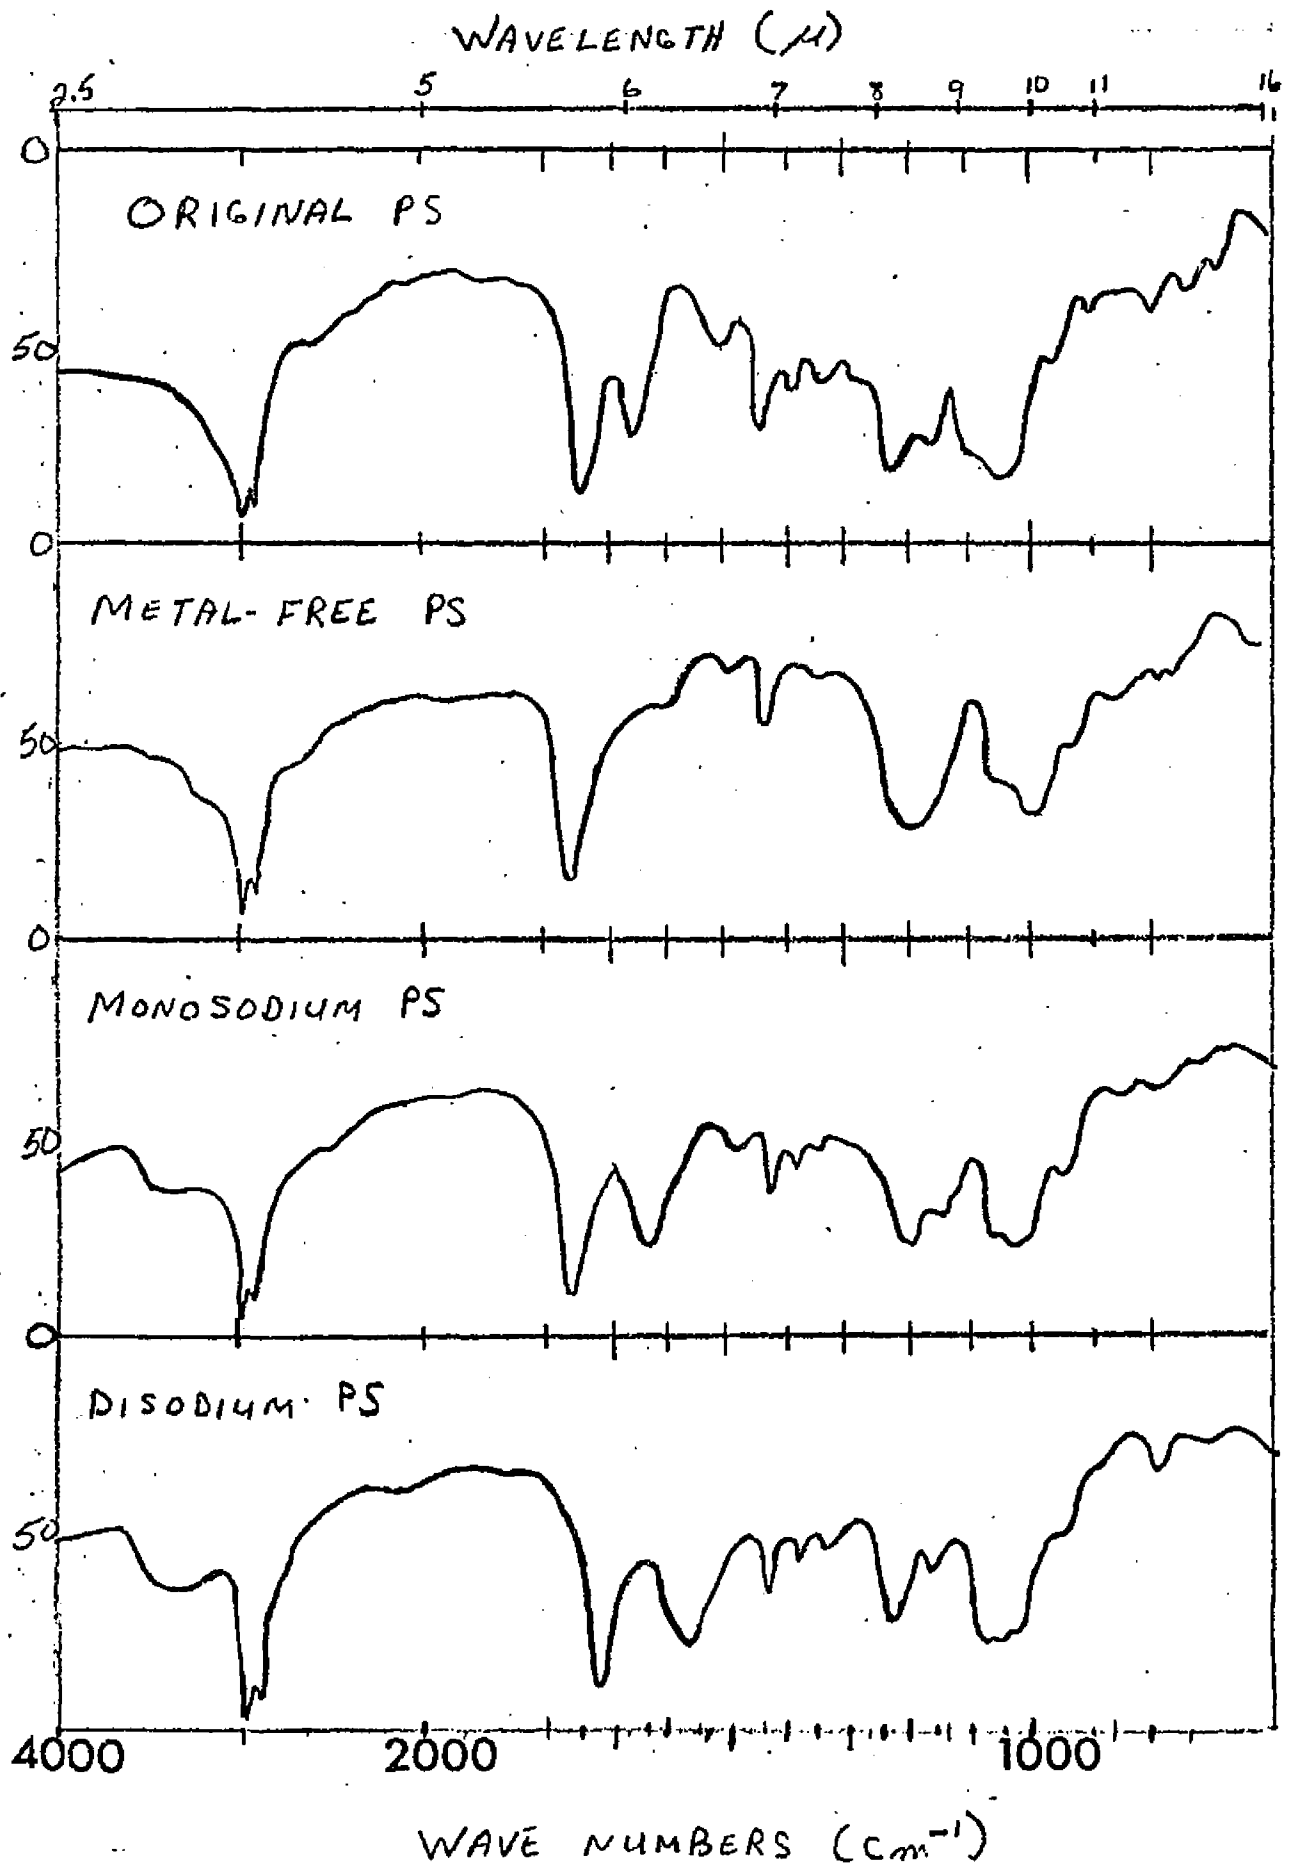 WAVELENGTH (μ)
2.5 5 6 7 8 9 10 11 16
0
ORIGINAL PS
50
0
METAL-FREE PS
50
0
MONOSODIUM PS
50
0
DISODIUM PS
50
4000 2000 1000
WAVE NUMBERS (cm⁻¹)